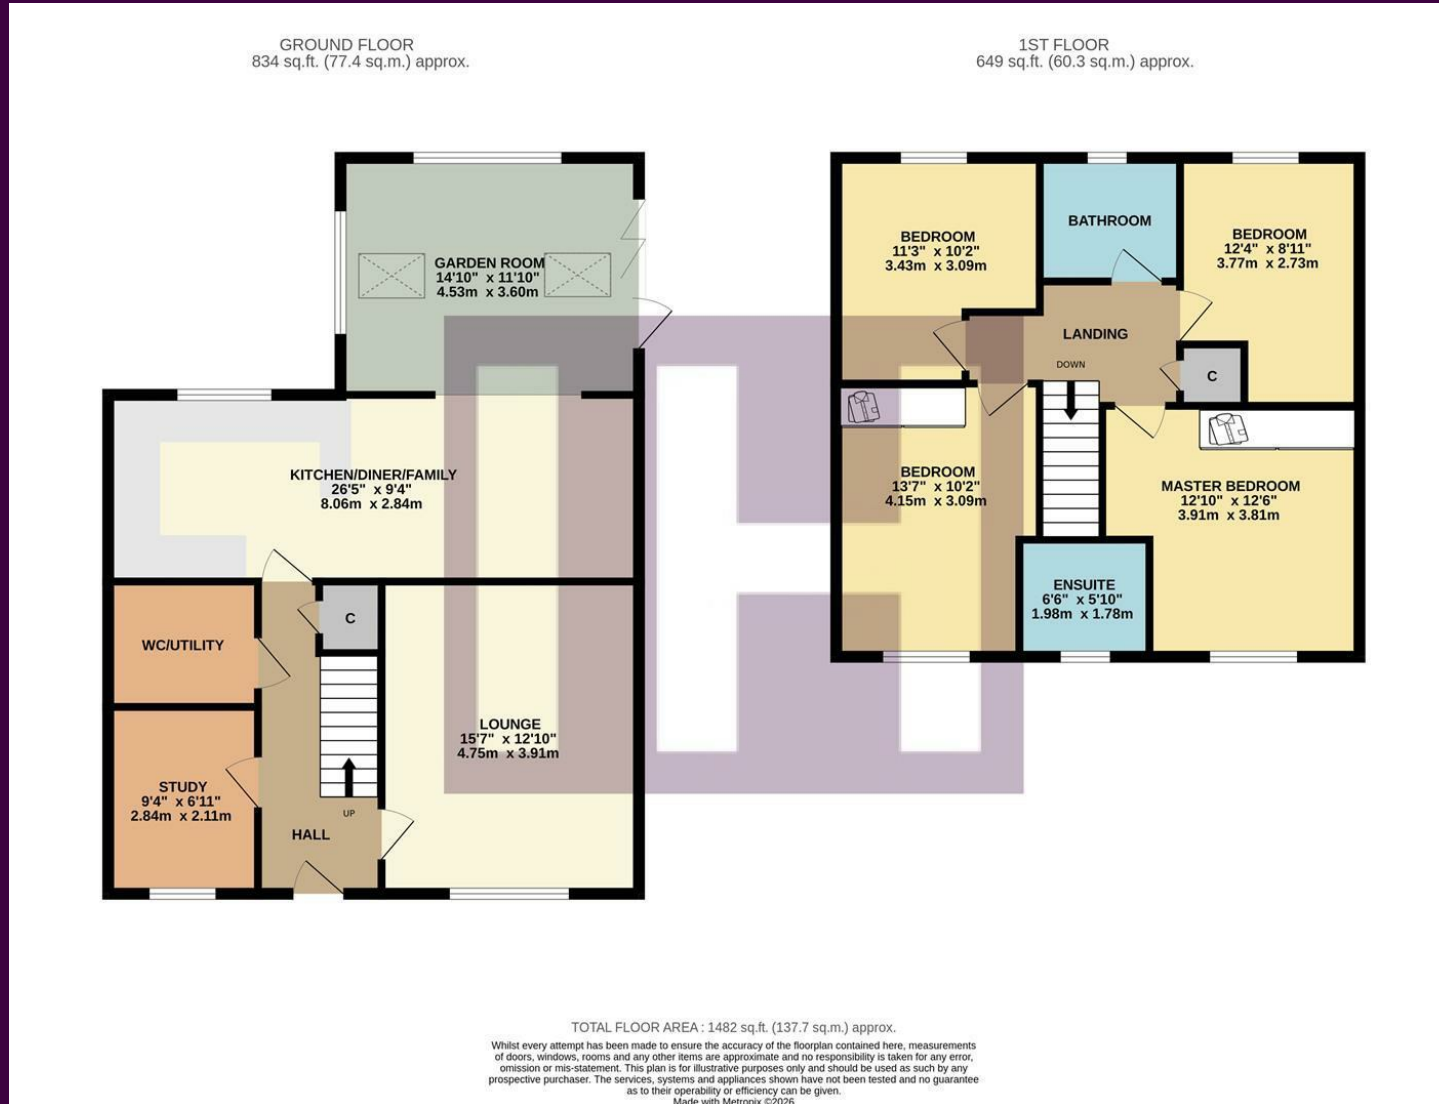 GROUND FLOOR
834 sq.ft. (77.4 sq.m.) approx.
1ST FLOOR
649 sq.ft. (60.3 sq.m.) approx.
GARDEN ROOM
14'10" x 11'10"
4.53m x 3.60m
KITCHEN/DINER/FAMILY
26'5" x 9'4"
8.06m x 2.84m
WC/UTILITY
C
STUDY
9'4" x 6'11"
2.84m x 2.11m
HALL
UP
LOUNGE
15'7" x 12'10"
4.75m x 3.91m
BEDROOM
11'3" x 10'2"
3.43m x 3.09m
BATHROOM
BEDROOM
12'4" x 8'11"
3.77m x 2.73m
LANDING
DOWN
C
BEDROOM
13'7" x 10'2"
4.15m x 3.09m
MASTER BEDROOM
12'10" x 12'6"
3.91m x 3.81m
ENSUITE
6'6" x 5'10"
1.98m x 1.78m
TOTAL FLOOR AREA : 1482 sq.ft. (137.7 sq.m.) approx.
Whilst every attempt has been made to ensure the accuracy of the floorplan contained here, measurements
of doors, windows, rooms and any other items are approximate and no responsibility is taken for any error,
omission or mis-statement. This plan is for illustrative purposes only and should be used as such by any
prospective purchaser. The services, systems and appliances shown have not been tested and no guarantee
as to their operability or efficiency can be given.
Made with Metropix ©2026